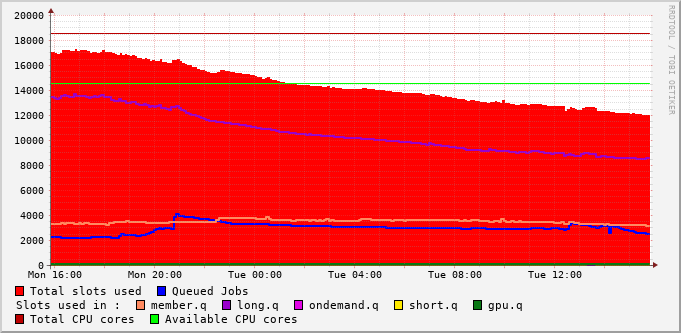 20000
18000
16000
14000
12000
10000
8000
6000
4000
2000
0
Mon 16:00 Mon 20:00 Tue 00:00 Tue 04:00 Tue 08:00 Tue 12:00
RRDTOOL / TOBI OETIKER
Total slots used Queued Jobs
Slots used in : member.q long.q ondemand.q short.q gpu.q
Total CPU cores Available CPU cores